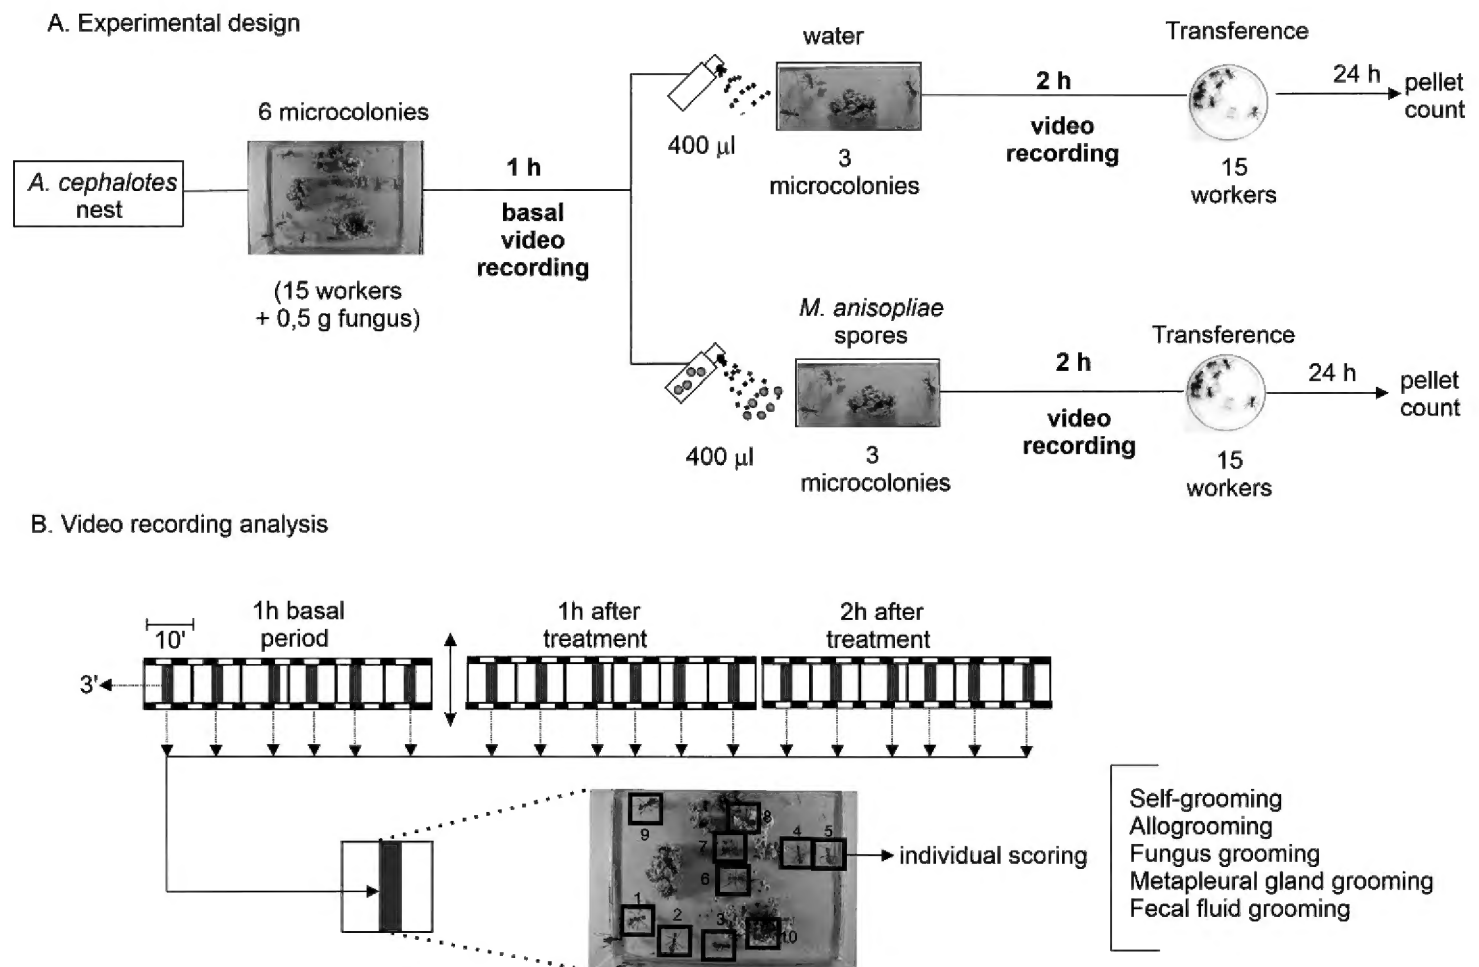 A. Experimental design
A. cephalotes
nest
6 microcolonies
(15 workers
+ 0,5 g fungus)
1 h
basal
video
recording
400 µl
water
3
microcolonies
2 h
video
recording
Transference
15
workers
24 h
pellet
count
400 µl
M. anisopliae
spores
3
microcolonies
2 h
video
recording
Transference
15
workers
24 h
pellet
count
B. Video recording analysis
10'
1h basal
period
1h after
treatment
2h after
treatment
3'
9
8
7
4
5
6
1
2
3
10
individual scoring
Self-grooming
Allogrooming
Fungus grooming
Metapleural gland grooming
Fecal fluid grooming